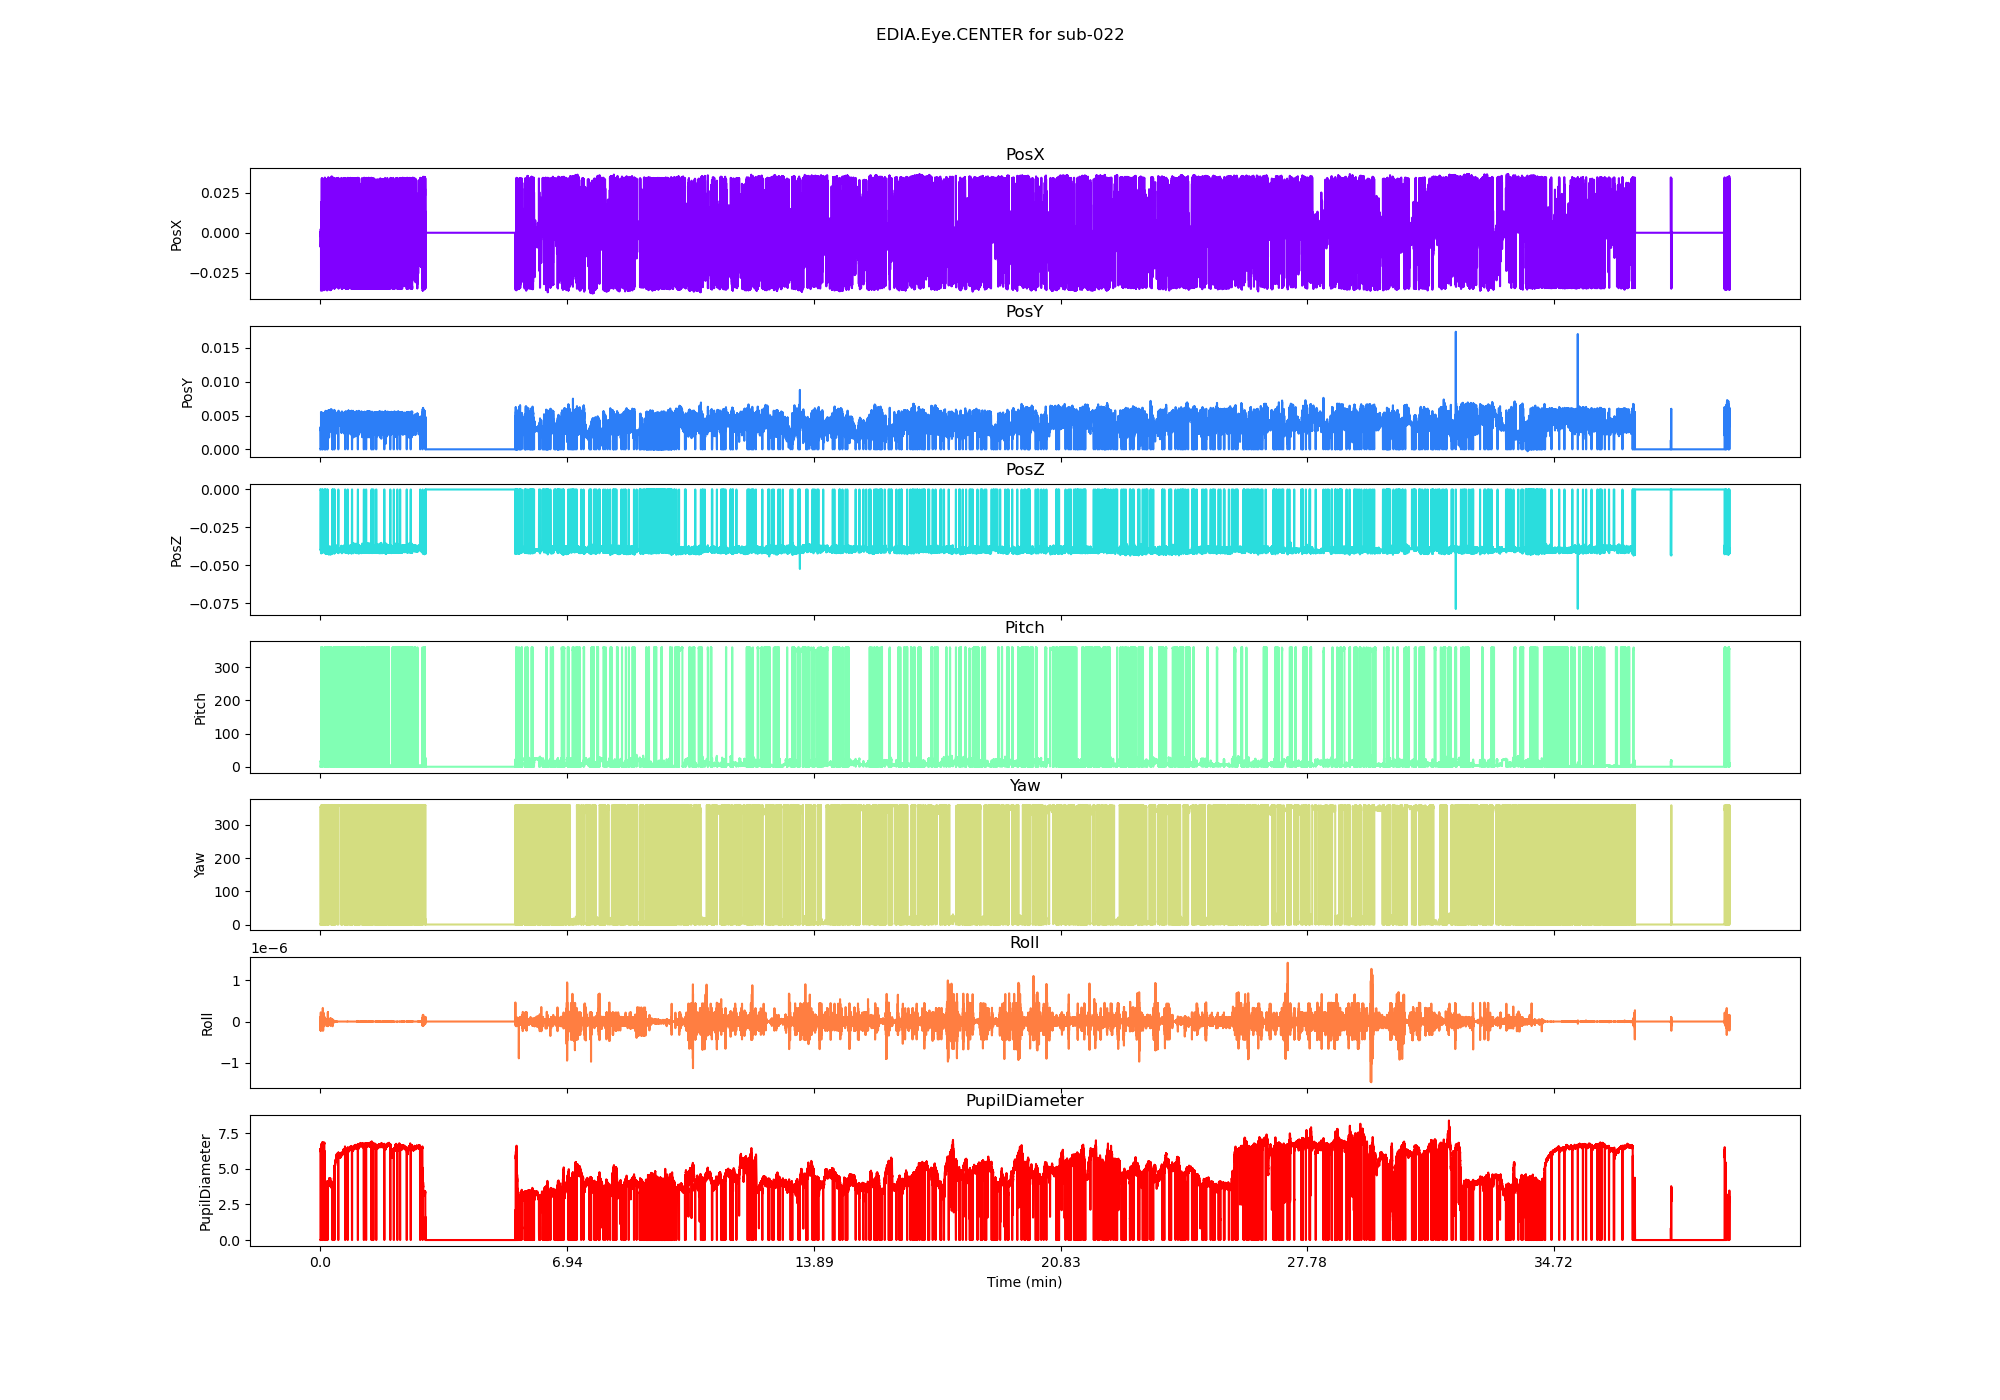 EDIA.Eye.CENTER for sub-022
PosX
PosX
0.025
0.000
−0.025
PosY
PosY
0.015
0.010
0.005
0.000
PosZ
PosZ
0.000
−0.025
−0.050
−0.075
Pitch
Pitch
300
200
100
0
Yaw
Yaw
300
200
100
0
1e−6
Roll
Roll
1
0
−1
PupilDiameter
PupilDiameter
7.5
5.0
2.5
0.0
0.0 6.94 13.89 20.83 27.78 34.72
Time (min)